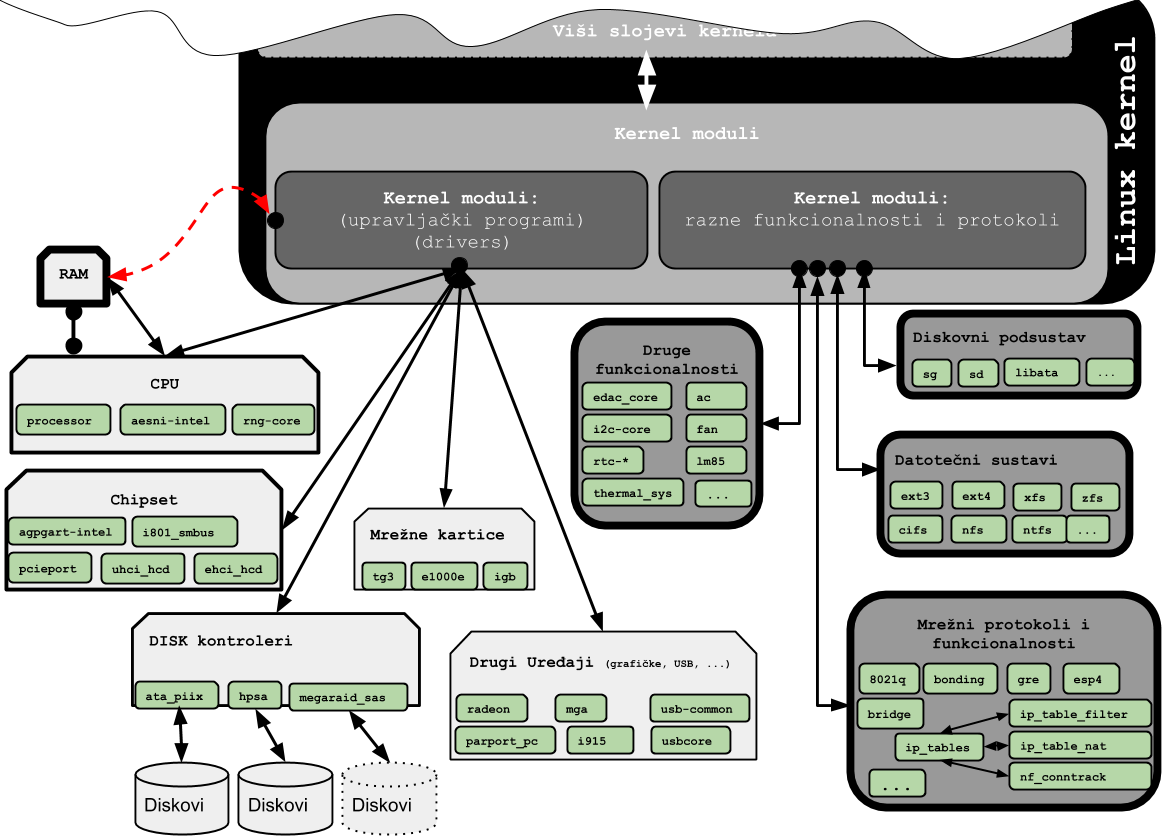 Viši slojevi kernela
Linux kernel
Kernel moduli
Kernel moduli:
(upravljački programi)
(drivers)
Kernel moduli:
razne funkcionalnosti i protokoli
RAM
CPU
processor
aesni-intel
rng-core
Chipset
agpgart-intel
i801_smbus
pcieport
uhci_hcd
ehci_hcd
DISK kontroleri
ata_piix
hpsa
megaraid_sas
Diskovi
Diskovi
Diskovi
Mrežne kartice
tg3
e1000e
igb
Drugi Uređaji (grafičke, USB, ...)
radeon
mga
usb-common
parport_pc
i915
usbcore
Druge
funkcionalnosti
edac_core
ac
i2c-core
fan
rtc-*
lm85
thermal_sys
...
Diskovni podsustav
sg
sd
libata
...
Datotečni sustavi
ext3
ext4
xfs
zfs
cifs
nfs
ntfs
...
Mrežni protokoli i
funkcionalnosti
8021q
bonding
gre
esp4
bridge
ip_table_filter
ip_tables
ip_table_nat
nf_conntrack
...